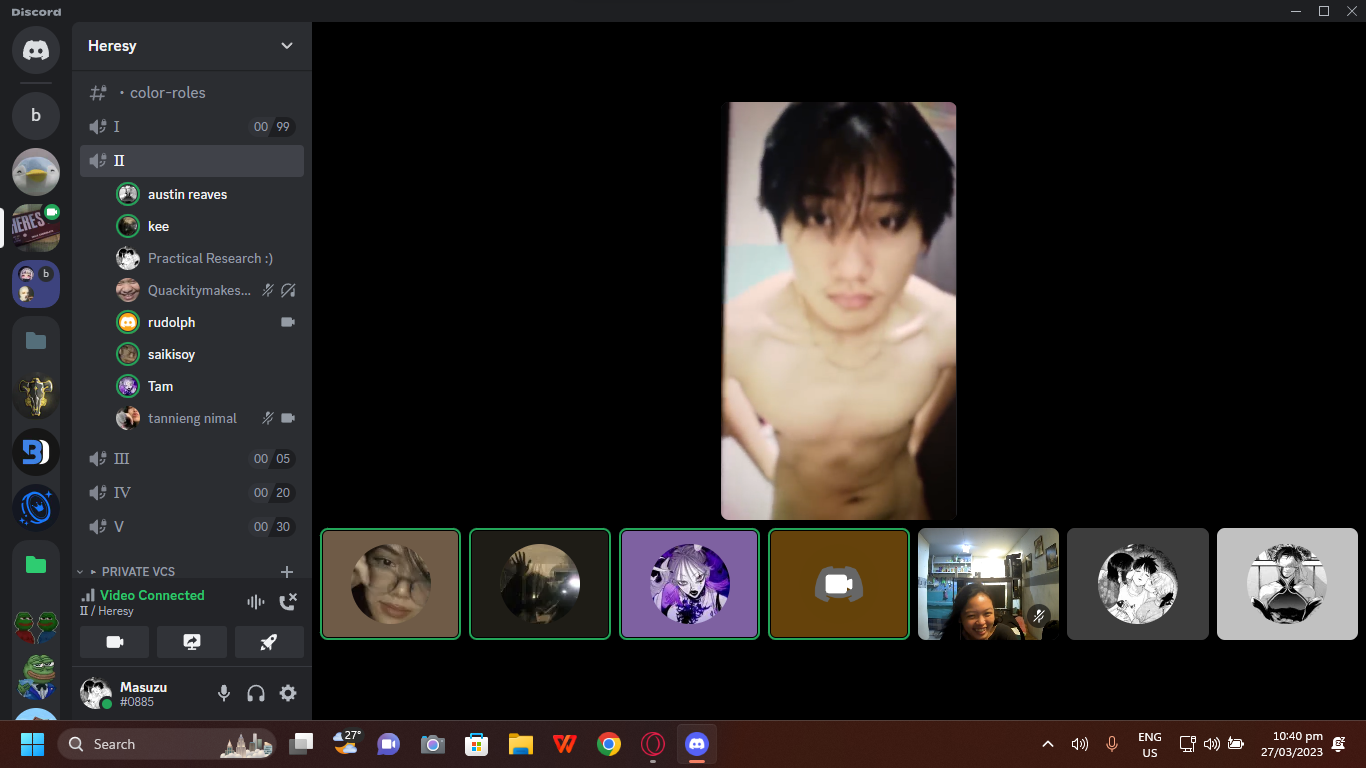 Discord
Heresy
b
• color-roles
I
00 99
II
austin reaves
kee
HERES
Practical Research :)
b
Quackitymakes...
rudolph
saikisoy
Tam
tannieng nimal
III
00 05
IV
00 20
V
00 30
PRIVATE VCS
Video Connected
II / Heresy
Masuzu
#0885
Search
27°
ENG
US
10:40 pm
27/03/2023